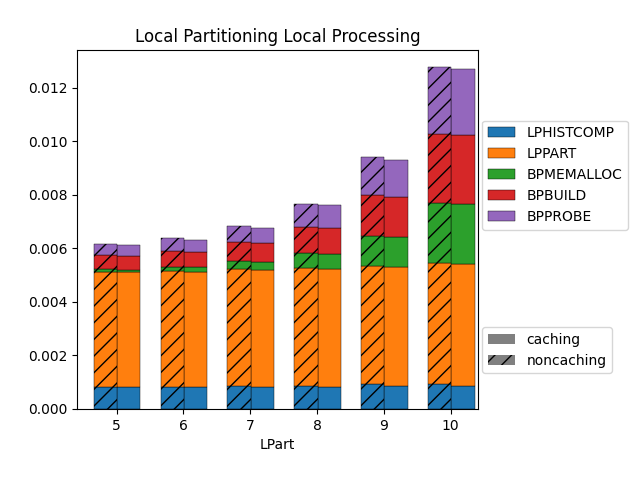 Local Partitioning Local Processing
0.012
0.010
0.008
0.006
0.004
0.002
0.000
5 6 7 8 9 10
LPart
LPHISTCOMP
LPPART
BPMEMALLOC
BPBUILD
BPPROBE
caching
noncaching